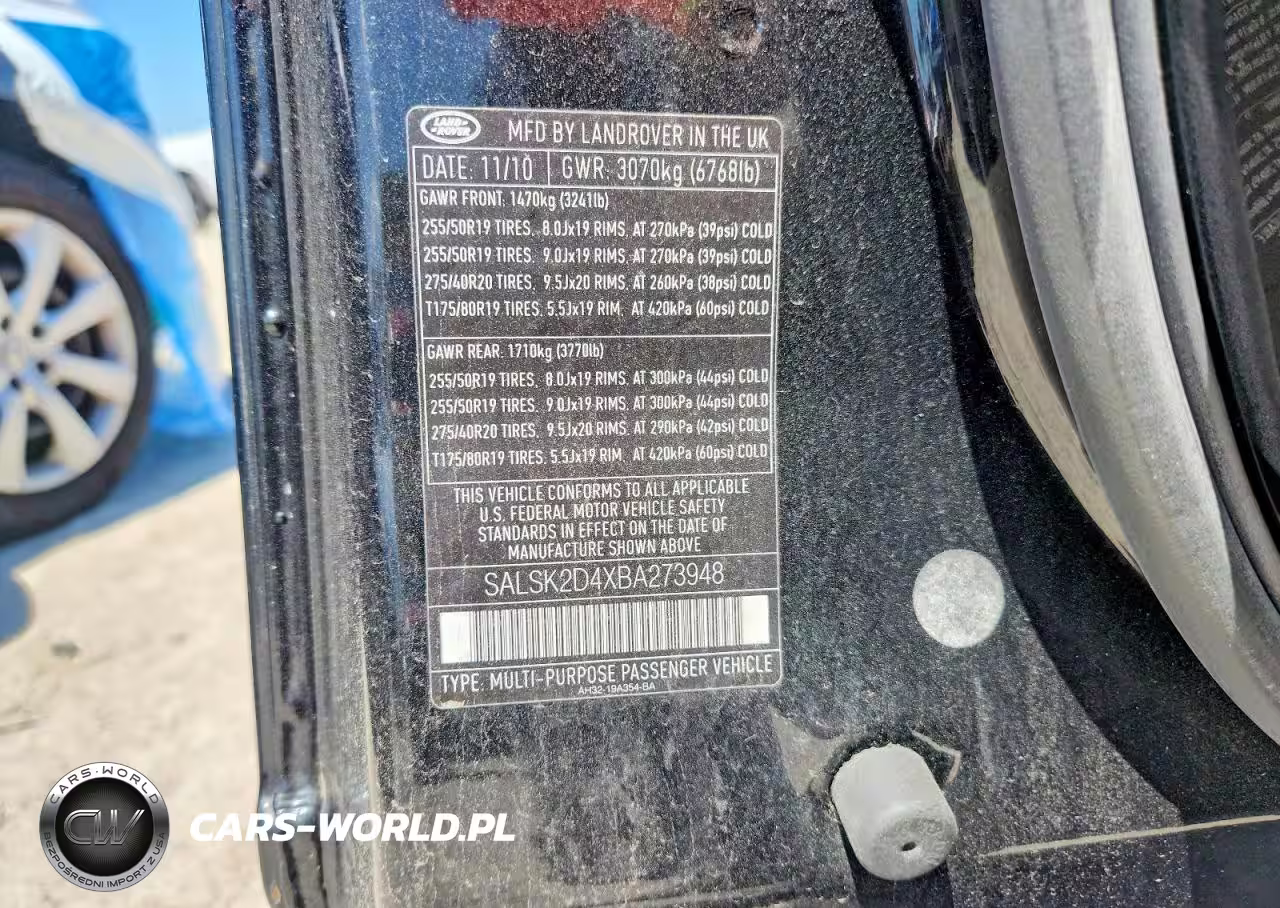 LAND-
-ROVER
MFD BY LANDROVER IN THE UK
DATE: 11/10 GWR: 3070kg (6768lb)
GAWR FRONT: 1470kg (3241lb)
255/50R19 TIRES, 8.0Jx19 RIMS, AT 270kPa (39psi) COLD
255/50R19 TIRES, 9.0Jx19 RIMS, AT 270kPa (39psi) COLD
275/40R20 TIRES, 9.5Jx20 RIMS, AT 260kPa (38psi) COLD
T175/80R19 TIRES, 5.5Jx19 RIM, AT 420kPa (60psi) COLD
GAWR REAR: 1710kg (3770lb)
255/50R19 TIRES, 8.0Jx19 RIMS, AT 300kPa (44psi) COLD
255/50R19 TIRES, 9.0Jx19 RIMS, AT 300kPa (44psi) COLD
275/40R20 TIRES, 9.5Jx20 RIMS, AT 290kPa (42psi) COLD
T175/80R19 TIRES, 5.5Jx19 RIM, AT 420kPa (60psi) COLD
THIS VEHICLE CONFORMS TO ALL APPLICABLE
U.S. FEDERAL MOTOR VEHICLE SAFETY
STANDARDS IN EFFECT ON THE DATE OF
MANUFACTURE SHOWN ABOVE
SALSK2D4XBA273948
TYPE: MULTI-PURPOSE PASSENGER VEHICLE
AH32-19A354-BA
CARS-WORLD
CW
BEZPOŚREDNI IMPORT Z USA
CARS-WORLD.PL